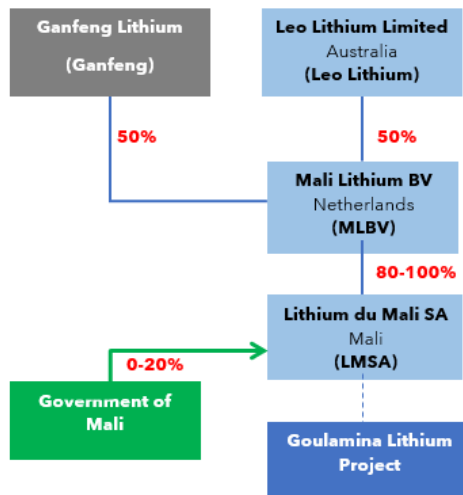 Ganfeng Lithium
(Ganfeng)
Leo Lithium Limited
Australia
(Leo Lithium)
50%
50%
Mali Lithium BV
Netherlands
(MLBV)
80-100%
Lithium du Mali SA
Mali
(LMSA)
0-20%
Government of
Mali
Goulamina Lithium
Project